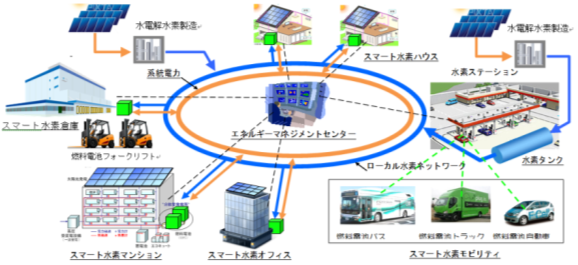 水電解水素製造
水電解水素製造
スマート水素ハウス
系統電力
水素ステーション
スマート水素倉庫
エネルギーマネジメントセンター
燃料電池フォークリフト
ローカル水素ネットワーク
水素タンク
燃料電池バス
燃料電池トラック
燃料電池自動車
スマート水素マンション
スマート水素オフィス
スマート水素モビリティ